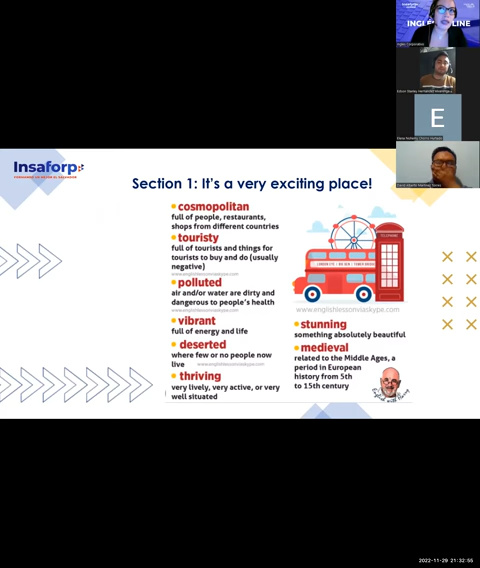 INGL
LINE
Inglés Corporativo
E
Insaforp
Section 1: It's a very exciting place!
cosmopolitan
full of people, restaurants,
shops from different countries
touristy
full of tourists and things for
tourists to buy and do (usually
negative)
www.englishlessonviaskype.com
polluted
air and/or water are dirty and
dangerous to people's health
vibrant
full of energy and life
deserted
where few or no people now
live
www.englishlessonviaskype.com
thriving
very lively, very active, or very
well situated
TELEPHONE
www.englishlessonviaskype.com
stunning
something absolutely beautiful
medieval
related to the Middle Ages, a
period in European
history from 5th
to 15th century
2022-11-29 21:32:55